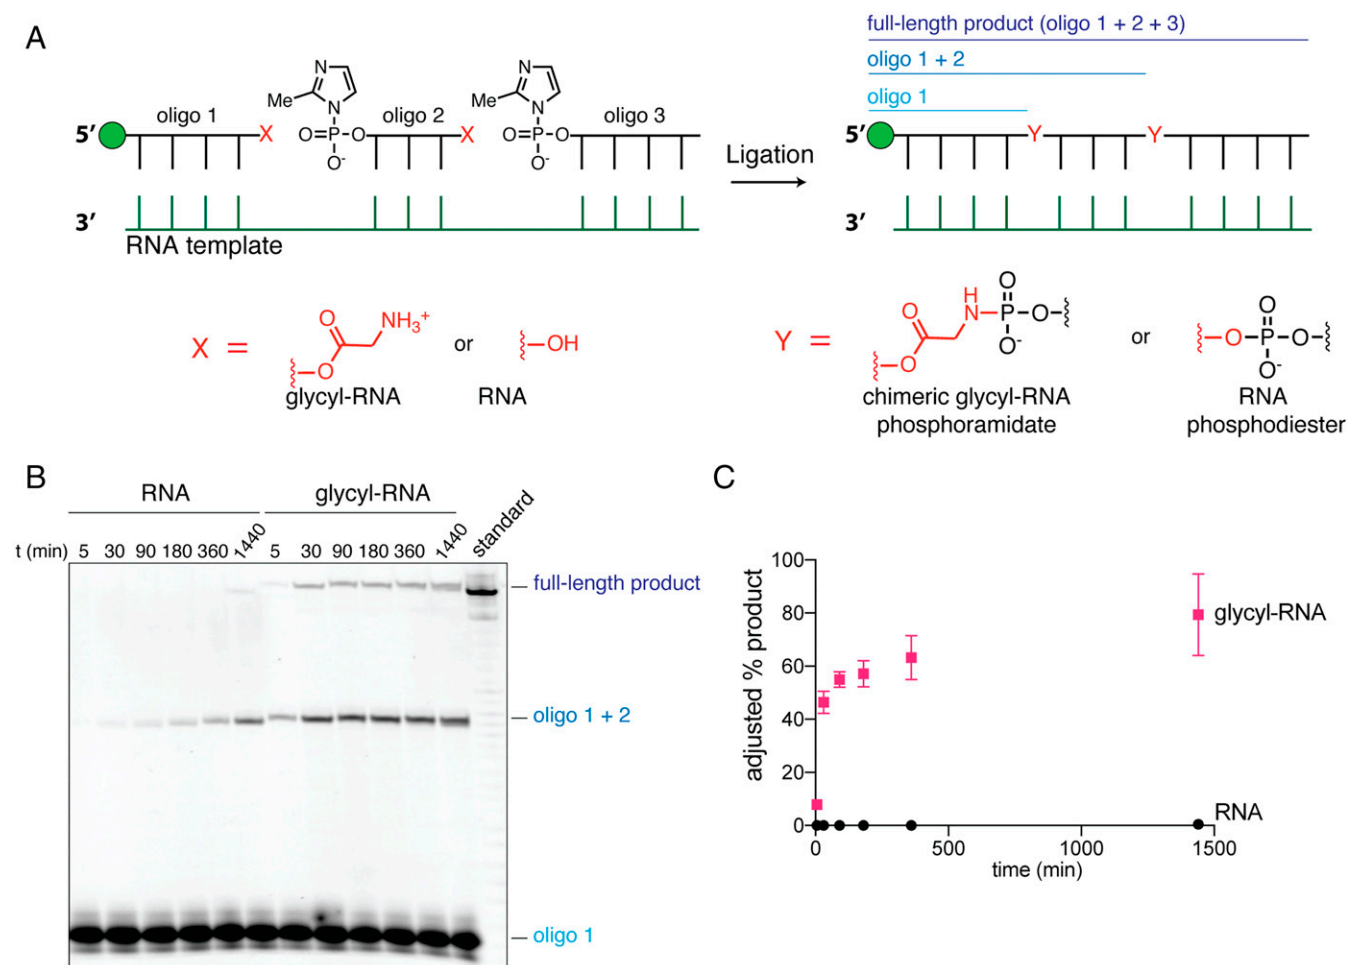 A
full-length product (oligo 1 + 2 + 3)
oligo 1 + 2
oligo 1
N
Me
N
5′
oligo 1
X
O=P-O
O-
oligo 2
X
N
Me
N
O=P-O
O-
oligo 3
3′
RNA template
Ligation
5′
Y
Y
3′
X =
O
NH3+
O
glycyl-RNA
or
OH
RNA
Y =
O
O
H
N
O
P
O
O-
chimeric glycyl-RNA
phosphoramidate
or
O
O-P-O
O-
RNA
phosphodiester
B
RNA
glycyl-RNA
standard
t (min) 5 30 90 180 360 1440 5 30 90 180 360 1440
full-length product
oligo 1 + 2
oligo 1
C
adjusted % product
100
80
60
40
20
0
glycyl-RNA
RNA
0 500 1000 1500
time (min)